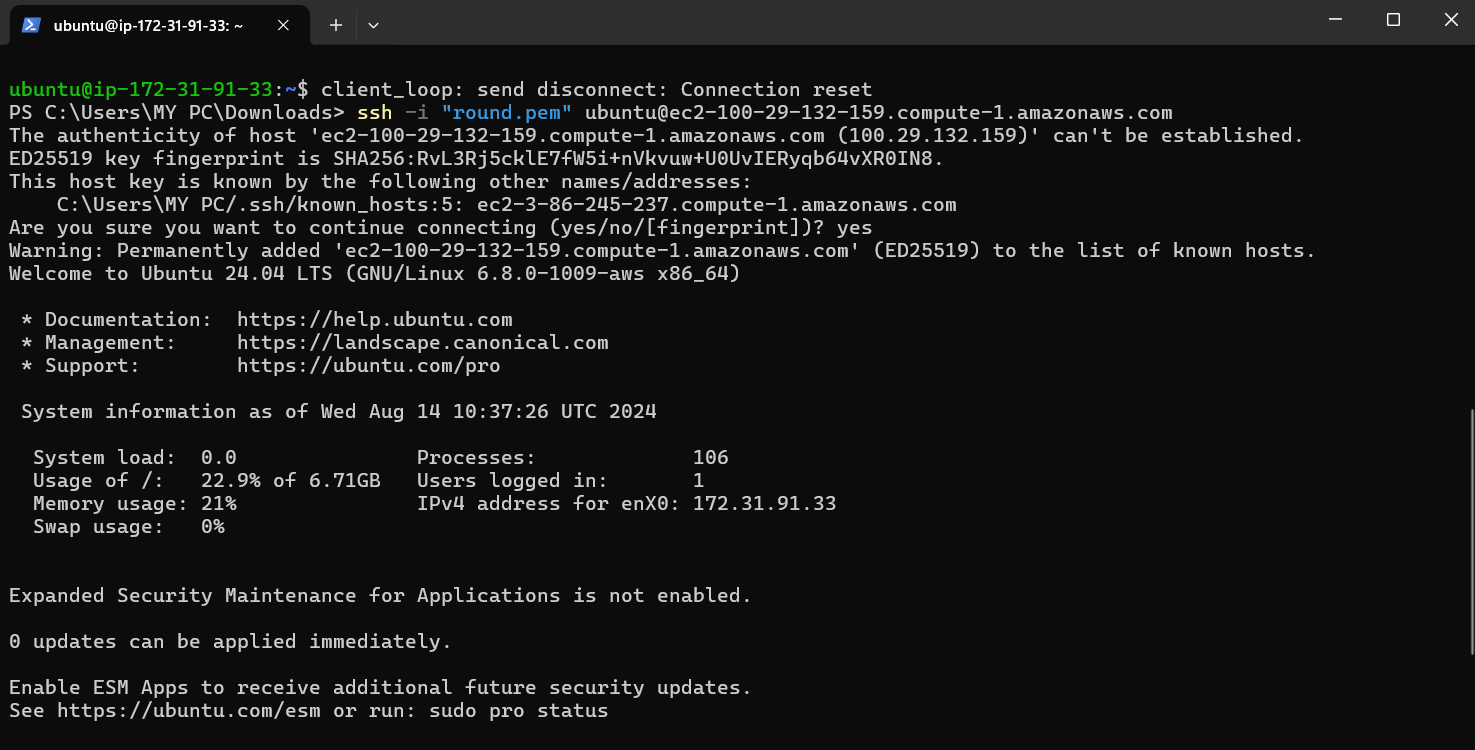 ubuntu@ip-172-31-91-33: ~
ubuntu@ip-172-31-91-33:~$ client_loop: send disconnect: Connection reset
PS C:\Users\MY PC\Downloads> ssh -i "round.pem" ubuntu@ec2-100-29-132-159.compute-1.amazonaws.com
The authenticity of host 'ec2-100-29-132-159.compute-1.amazonaws.com (100.29.132.159)' can't be established.
ED25519 key fingerprint is SHA256:RvL3Rj5cklE7fW5i+nVkvuw+U0UvIERyqb64vXR0IN8.
This host key is known by the following other names/addresses:
    C:\Users\MY PC/.ssh/known_hosts:5: ec2-3-86-245-237.compute-1.amazonaws.com
Are you sure you want to continue connecting (yes/no/[fingerprint])? yes
Warning: Permanently added 'ec2-100-29-132-159.compute-1.amazonaws.com' (ED25519) to the list of known hosts.
Welcome to Ubuntu 24.04 LTS (GNU/Linux 6.8.0-1009-aws x86_64)
 * Documentation:  https://help.ubuntu.com
 * Management:     https://landscape.canonical.com
 * Support:        https://ubuntu.com/pro
 System information as of Wed Aug 14 10:37:26 UTC 2024
  System load:  0.0               Processes:             106
  Usage of /:   22.9% of 6.71GB   Users logged in:       1
  Memory usage: 21%               IPv4 address for enX0: 172.31.91.33
  Swap usage:   0%
Expanded Security Maintenance for Applications is not enabled.
0 updates can be applied immediately.
Enable ESM Apps to receive additional future security updates.
See https://ubuntu.com/esm or run: sudo pro status